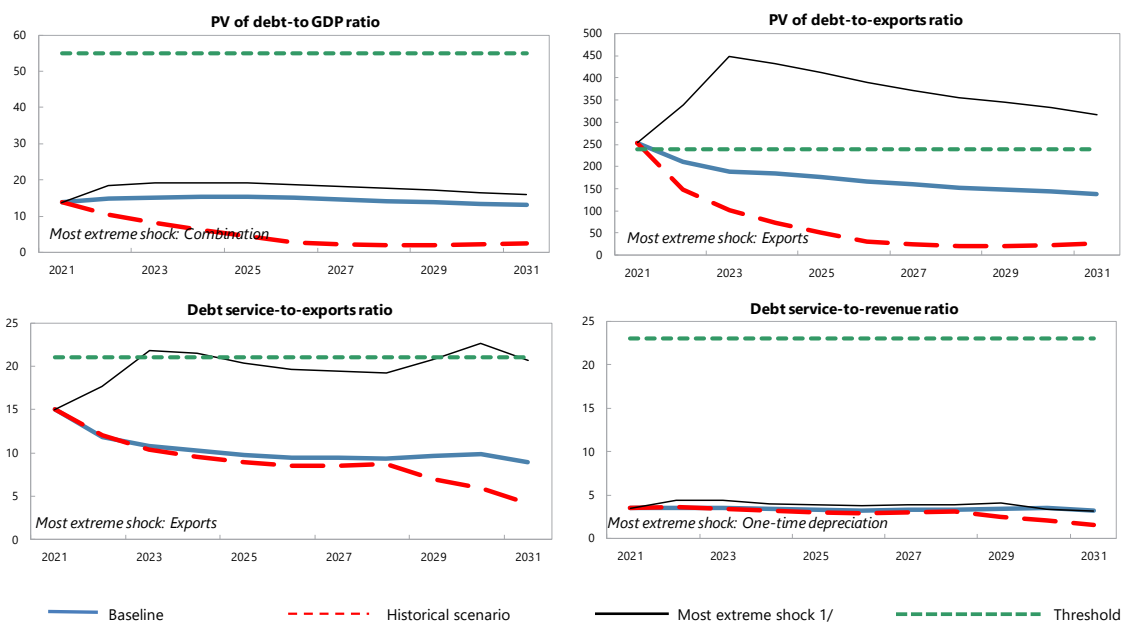 PV of debt-to GDP ratio
60
50
40
30
20
10
0
Most extreme shock: Combination
2021 2023 2025 2027 2029 2031
PV of debt-to-exports ratio
500
450
400
350
300
250
200
150
100
50
0
Most extreme shock: Exports
2021 2023 2025 2027 2029 2031
Debt service-to-exports ratio
25
20
15
10
5
0
Most extreme shock: Exports
2021 2023 2025 2027 2029 2031
Debt service-to-revenue ratio
25
20
15
10
5
0
Most extreme shock: One-time depreciation
2021 2023 2025 2027 2029 2031
Baseline Historical scenario Most extreme shock 1/ Threshold